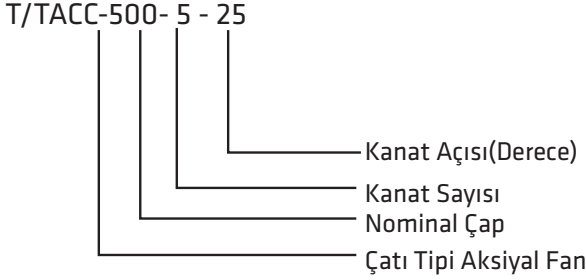 T/TACC-500- 5 - 25
Kanat Açısı(Derece)
Kanat Sayısı
Nominal Çap
Çatı Tipi Aksiyal Fan